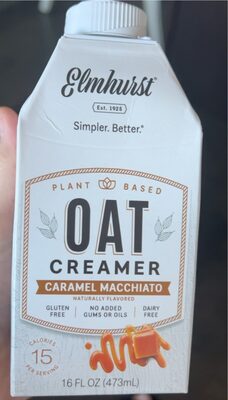 Elmhurst®
Est. 1925
Simpler. Better.®
PLANT BASED
OAT
CREAMER
CARAMEL MACCHIATO
NATURALLY FLAVORED
GLUTEN FREE
NO ADDED GUMS OR OILS
DAIRY FREE
CALORIES
15
PER SERVING
16 FL OZ (473mL)